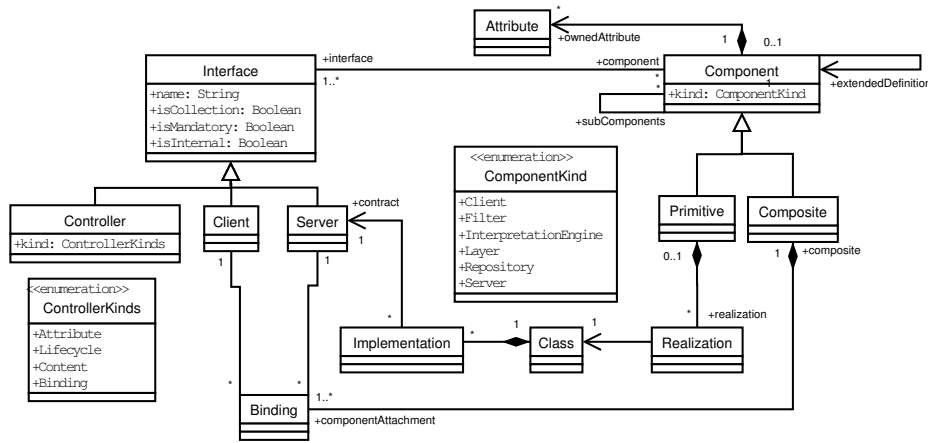 Attribute
*
+ownedAttribute
1
0..1
Interface
+name: String
+isCollection: Boolean
+isMandatory: Boolean
+isInternal: Boolean
+interface
1..*
+component
*
Component
+kind: ComponentKind
1
+extendedDefinition
*
+subComponents
<<enumeration>>
ComponentKind
+Client
+Filter
+InterpretationEngine
+Layer
+Repository
+Server
Controller
+kind: ControllerKinds
Client
1
Server
1
+contract
1
Primitive
0..1
Composite
1
+composite
<<enumeration>>
ControllerKinds
+Attribute
+Lifecycle
+Content
+Binding
*
Implementation
*
1
Class
1
*
+realization
Realization
*
*
Binding
1..*
+componentAttachment